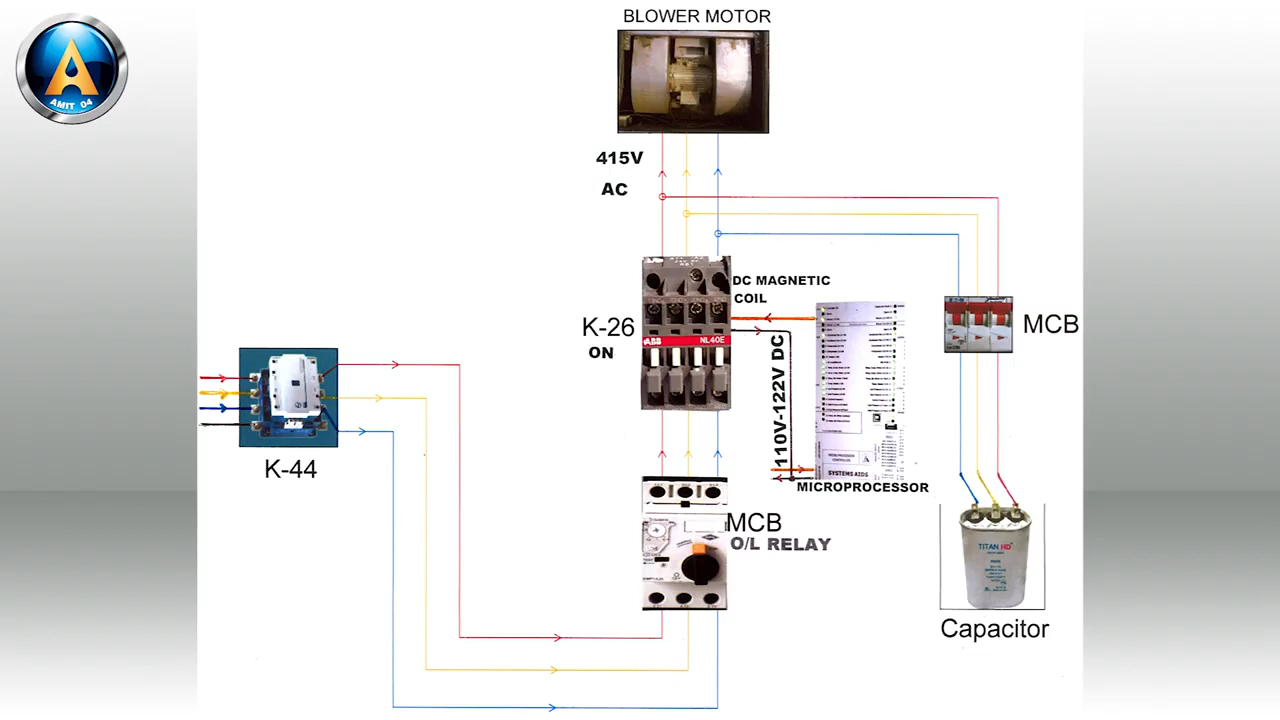 BLOWER MOTOR
A
AMIT 04
415V
AC
DC MAGNETIC
COIL
K-26
ON
ABB
NL40E
MCB
110V-122V DC
K-44
SYSTEMS AIDS
MICROPROCESSOR
MCB
O/L RELAY
TITAN HD
Capacitor